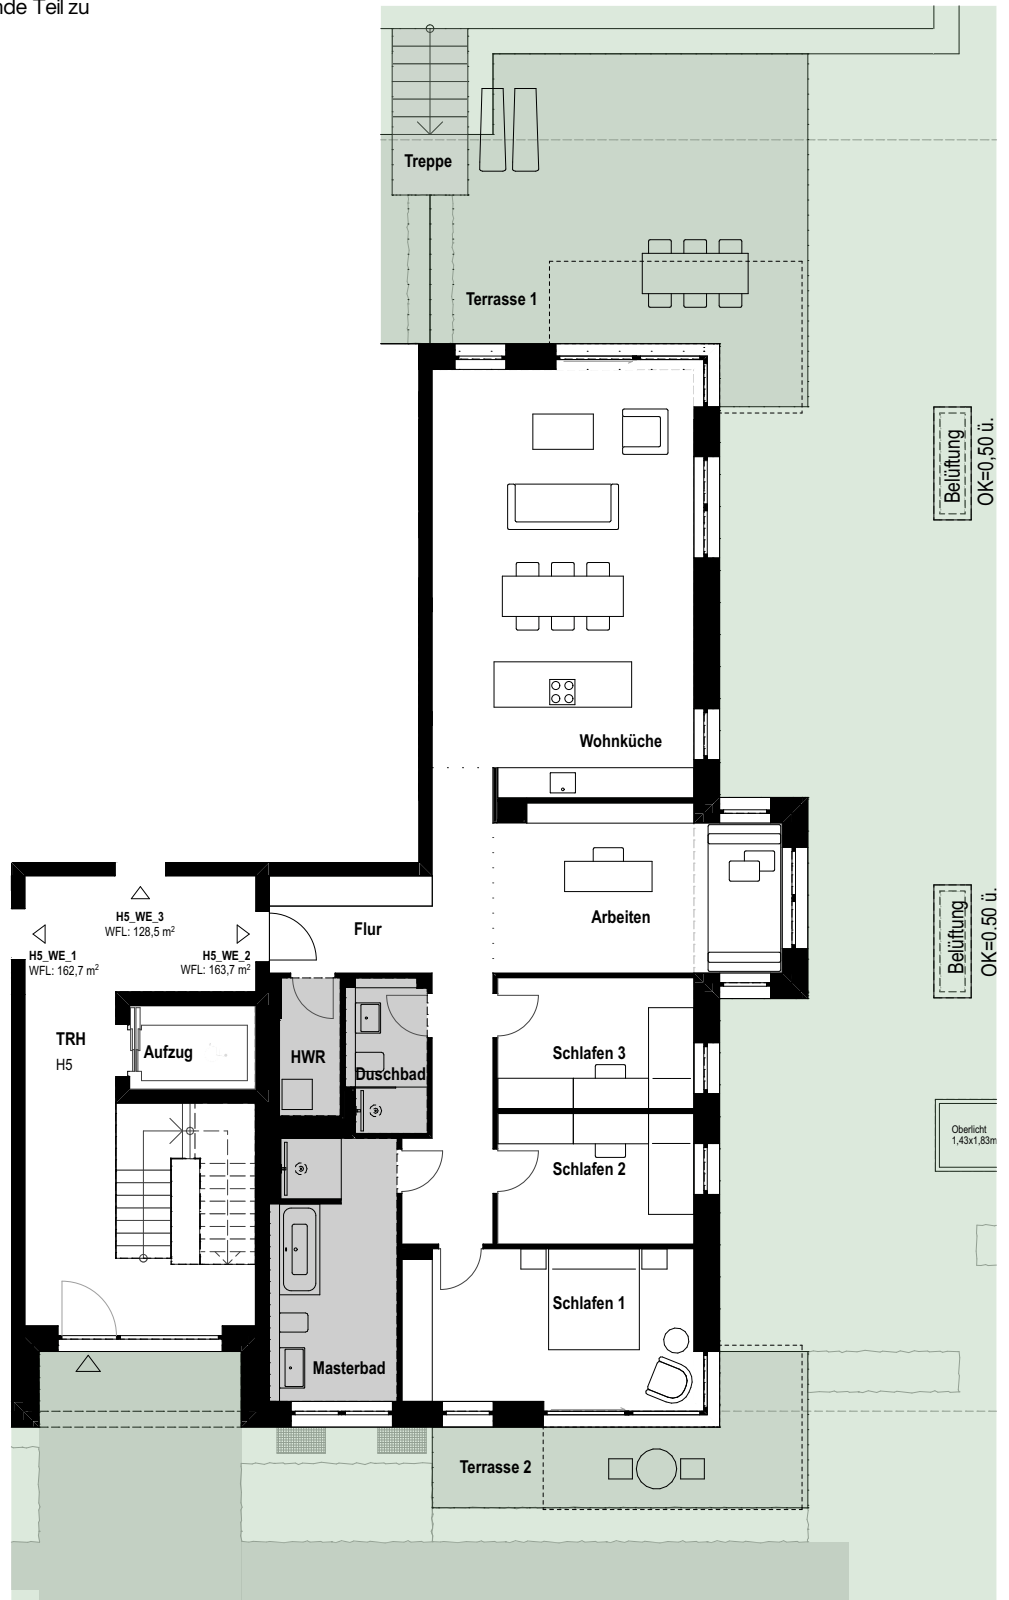 nde Teil zu
Treppe
Terrasse 1
Belüftung
OK=0,50 ü.
Wohnküche
Arbeiten
Flur
H5_WE_3
WFL: 128,5 m²
H5_WE_1
WFL: 162,7 m²
H5_WE_2
WFL: 163,7 m²
Belüftung
OK=0.50 ü.
TRH
H5
Aufzug
HWR
Duschbad
Schlafen 3
Oberlicht
1,43x1,83m
Schlafen 2
Schlafen 1
Masterbad
Terrasse 2